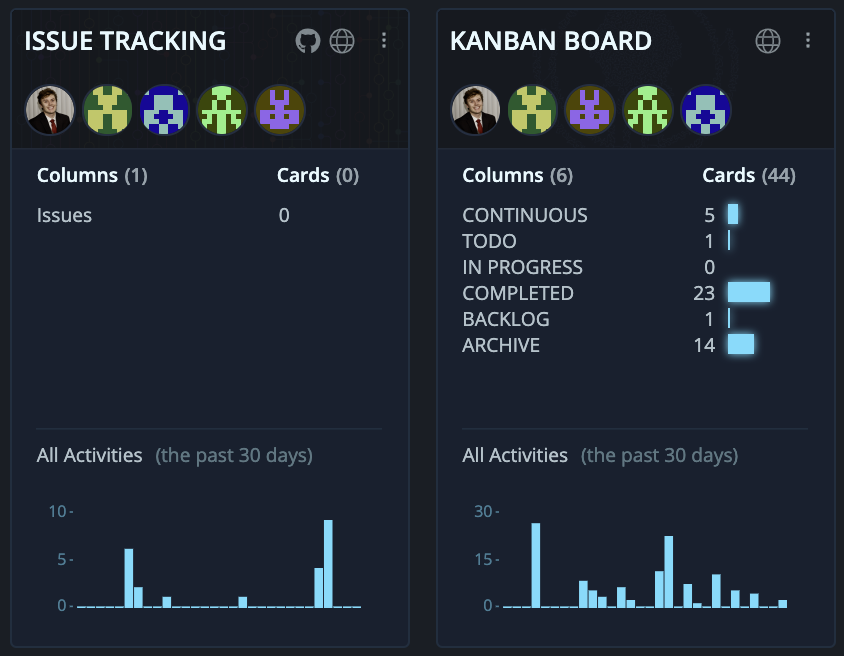 ISSUE TRACKING
Columns (1) Cards (0)
Issues 0
All Activities (the past 30 days)
10
5
0
KANBAN BOARD
Columns (6) Cards (44)
CONTINUOUS 5
TODO 1
IN PROGRESS 0
COMPLETED 23
BACKLOG 1
ARCHIVE 14
All Activities (the past 30 days)
30
15
0